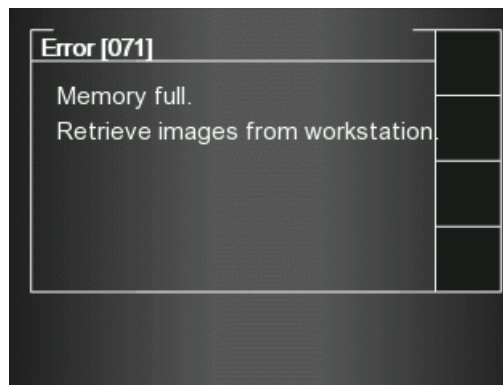 Error [071]
Memory full.
Retrieve images from workstation.